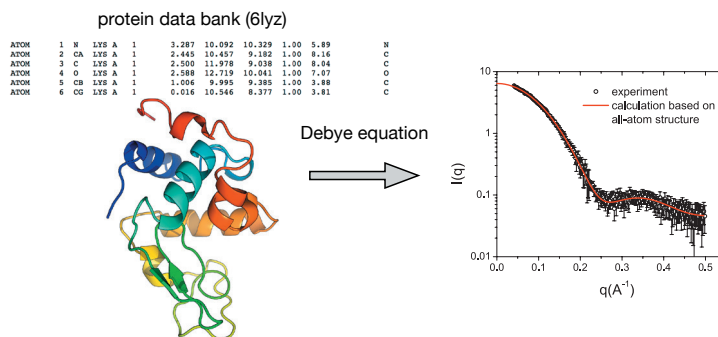 protein data bank (6lyz)
ATOM 1 N LYS A 1 3.287 10.092 10.329 1.00 5.89 N
ATOM 2 CA LYS A 1 2.445 10.457 9.182 1.00 8.16 C
ATOM 3 C LYS A 1 2.500 11.978 9.038 1.00 8.04 C
ATOM 4 O LYS A 1 2.588 12.719 10.041 1.00 7.07 O
ATOM 5 CB LYS A 1 1.006 9.995 9.385 1.00 3.88 C
ATOM 6 CG LYS A 1 0.016 10.546 8.377 1.00 3.81 C
Debye equation
10
experiment
calculation based on
all-atom structure
1
I(q)
0.1
0.01
0.0 0.1 0.2 0.3 0.4 0.5
q(A⁻¹)